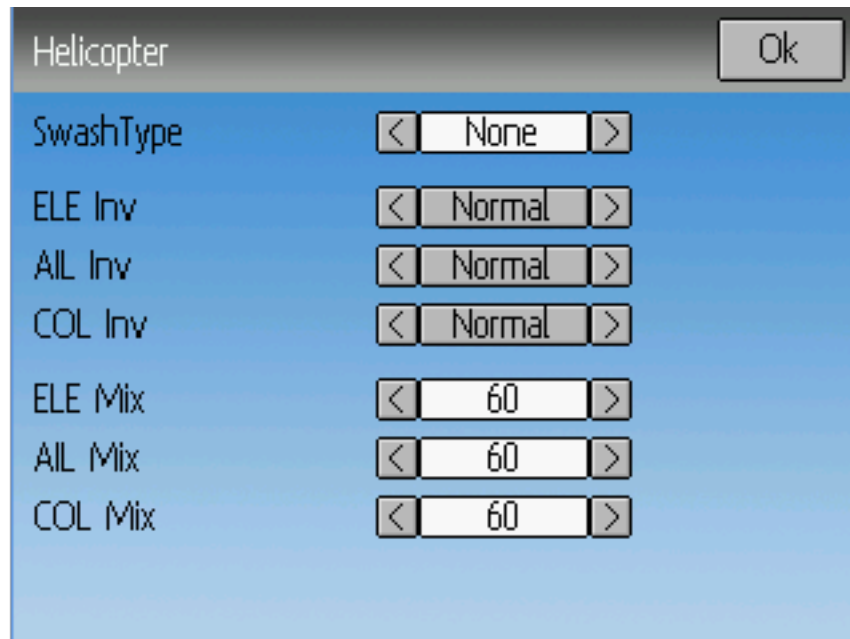 Helicopter Ok
SwashType < None >
ELE Inv < Normal >
AIL Inv < Normal >
COL Inv < Normal >
ELE Mix < 60 >
AIL Mix < 60 >
COL Mix < 60 >